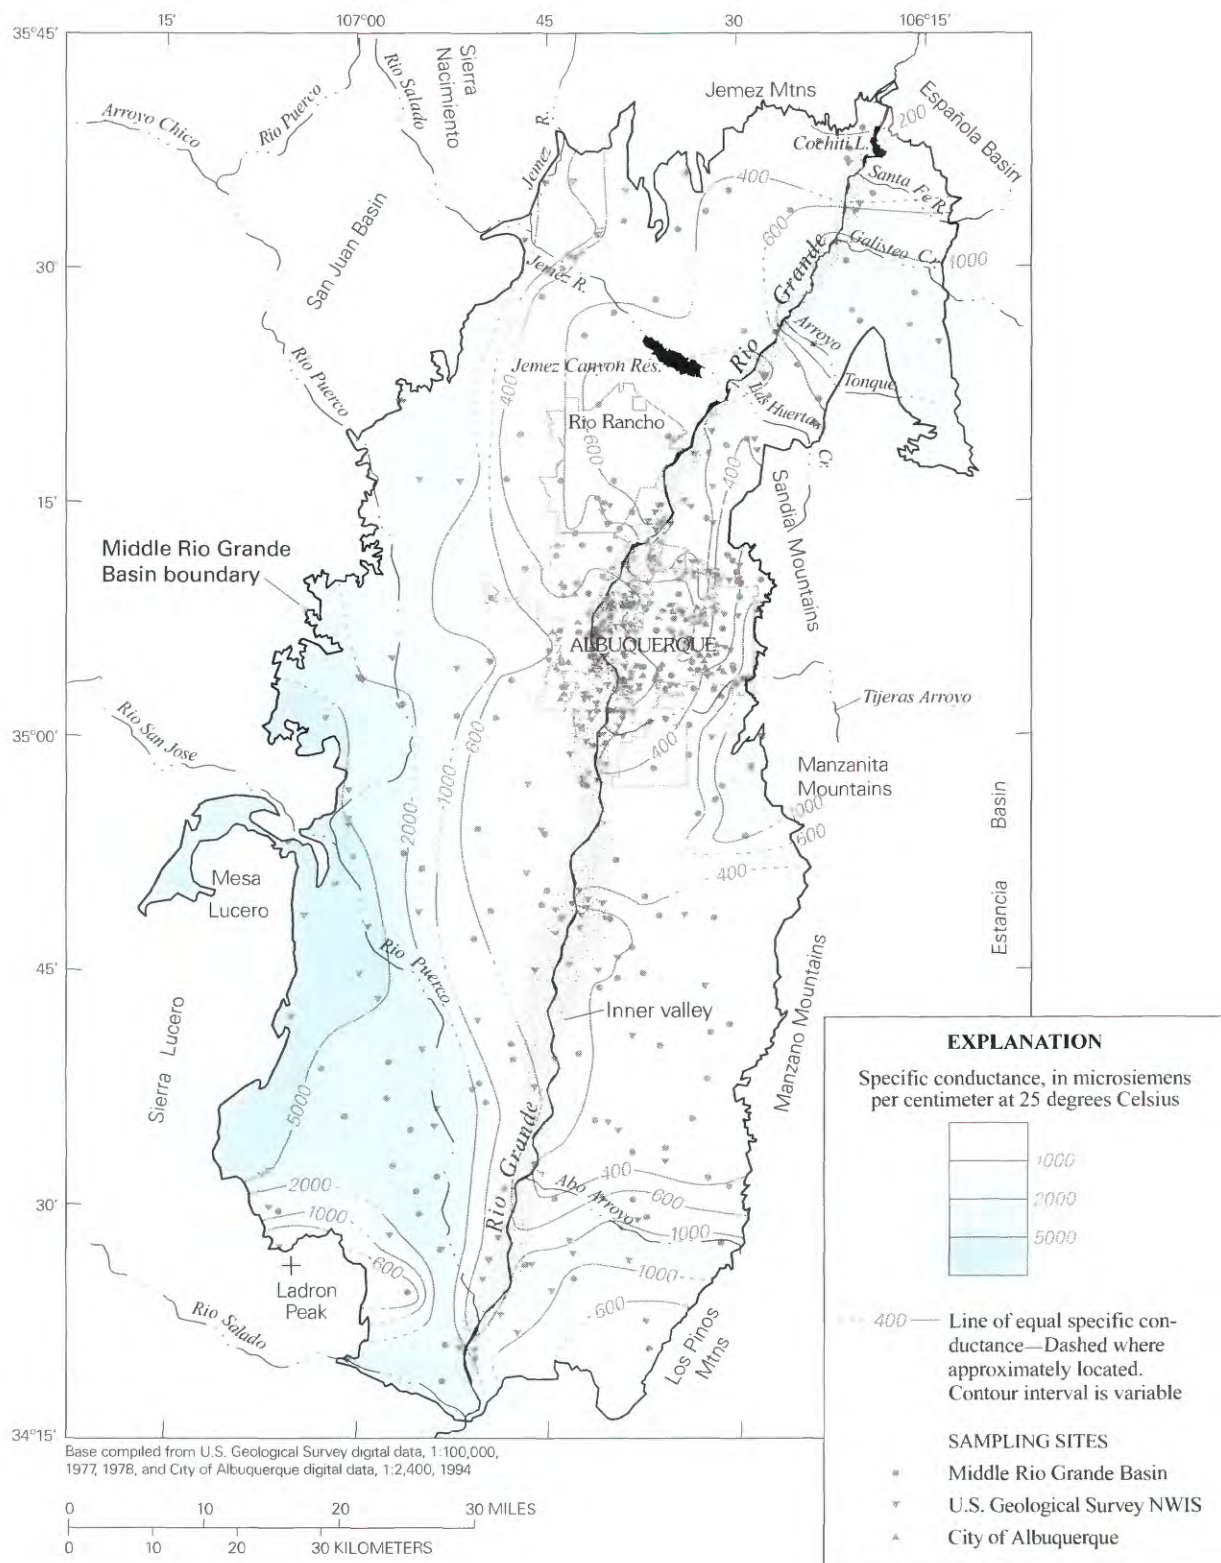 15' 107°00' 45' 30' 106°15'
35°45'
Sierra
Nacimiento
Rio Salado
Rio Puerco
Arroyo Chico
Jemez R.
Jemez Mtns
200
Española Basin
Cochiti L.
Santa Fe R.
400
600
Galisteo Cr.
1000
San Juan Basin
30'
Jemez R.
Rio Grande
Arroyo
Tonque
Jemez Canyon Res.
Las Huertas
Cr.
Rio Puerco
400
Rio Rancho
600
400
15'
Sandia Mountains
Middle Rio Grande
Basin boundary
ALBUQUERQUE
Tijeras Arroyo
Rio San Jose
35°00'
600
400
1000
2000
Manzanita
Mountains
1000
600
400
Mesa
Lucero
Estancia Basin
Rio Puerco
45'
Inner valley
Manzano Mountains
Sierra Lucero
5000
Rio Grande
2000
1000
30'
400
Abo Arroyo
600
1000
1000
600
600
Ladron
Peak
Rio Salado
Los Pinos
Mtns
34°15'
Base compiled from U.S. Geological Survey digital data, 1:100,000,
1977, 1978, and City of Albuquerque digital data, 1:2,400, 1994
0 10 20 30 MILES
0 10 20 30 KILOMETERS
EXPLANATION
Specific conductance, in microsiemens
per centimeter at 25 degrees Celsius
1000
2000
5000
400 Line of equal specific con-
ductance—Dashed where
approximately located.
Contour interval is variable
SAMPLING SITES
Middle Rio Grande Basin
U.S. Geological Survey NWIS
City of Albuquerque